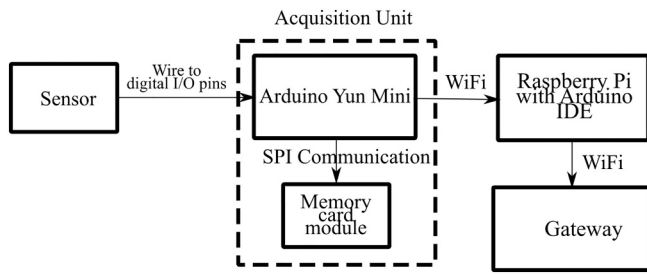 Acquisition Unit
Sensor
Wire to
digital I/O pins
Arduino Yun Mini
WiFi
Raspberry Pi
with Arduino
IDE
SPI Communication
WiFi
Memory
card
module
Gateway